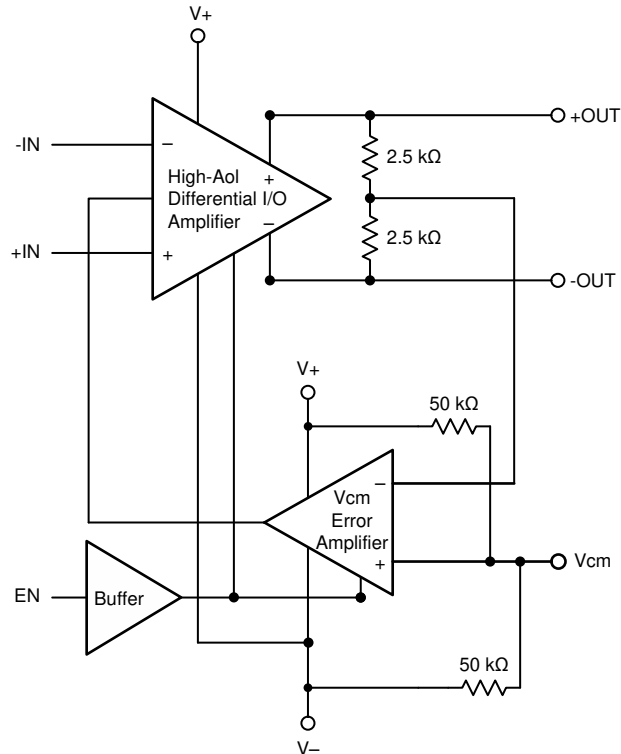 V+
+OUT
-IN
−
High-Aol
Differential I/O
Amplifier
+
−
2.5 kΩ
2.5 kΩ
+IN
+
-OUT
V+
50 kΩ
Vcm
Error
Amplifier
−
+
Vcm
EN
Buffer
50 kΩ
V−